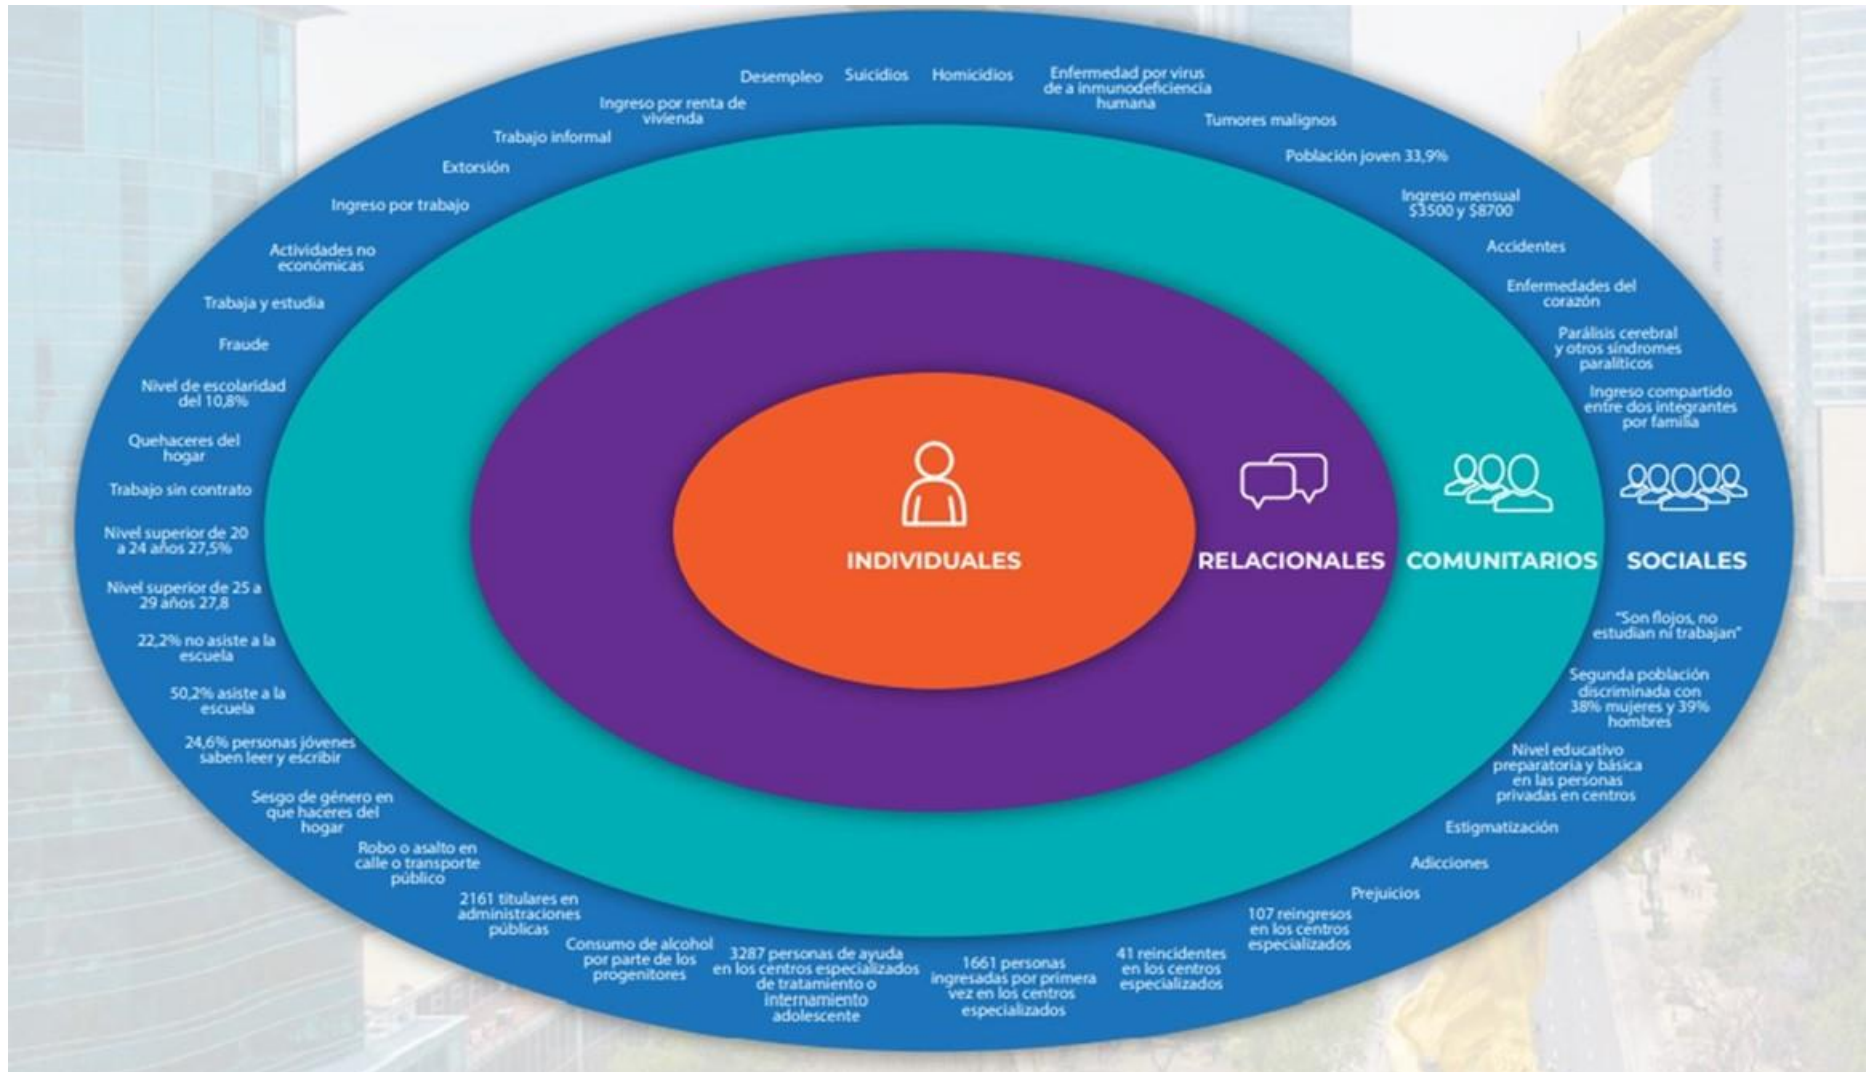 Desempleo
Suicidios
Homicidios
Enfermedad por virus
de a inmunodeficiencia
humana
Tumores malignos
Población joven 33,9%
Ingreso mensual
$3500 y $8700
Accidentes
Enfermedades del
corazón
Parálisis cerebral
y otros síndromes
paralíticos
Ingreso compartido
entre dos integrantes
por familia
INDIVIDUALES
RELACIONALES
COMUNITARIOS
SOCIALES
"Son flojos, no
estudian ni trabajan"
Segunda población
discriminada con
38% mujeres y 39%
hombres
Nivel educativo
preparatoria y básica
en las personas
privadas en centros
Estigmatización
Adicciones
Prejuicios
107 reingresos
en los centros
especializados
41 reincidentes
en los centros
especializados
1661 personas
ingresadas por primera
vez en los centros
especializados
3287 personas de ayuda
en los centros especializados
de tratamiento o
internamiento
adolescente
Consumo de alcohol
por parte de los
progenitores
2161 titulares en
administraciones
públicas
Robo o asalto en
calle o transporte
público
Sesgo de género en
que haceres del
hogar
24,6% personas jóvenes
saben leer y escribir
50,2% asiste a la
escuela
22,2% no asiste a la
escuela
Nivel superior de 25 a
29 años 27,8
Nivel superior de 20
a 24 años 27,5%
Trabajo sin contrato
Quehaceres del
hogar
Nivel de escolaridad
del 10,8%
Fraude
Trabaja y estudia
Actividades no
económicas
Ingreso por trabajo
Extorsión
Trabajo informal
Ingreso por renta de
vivienda